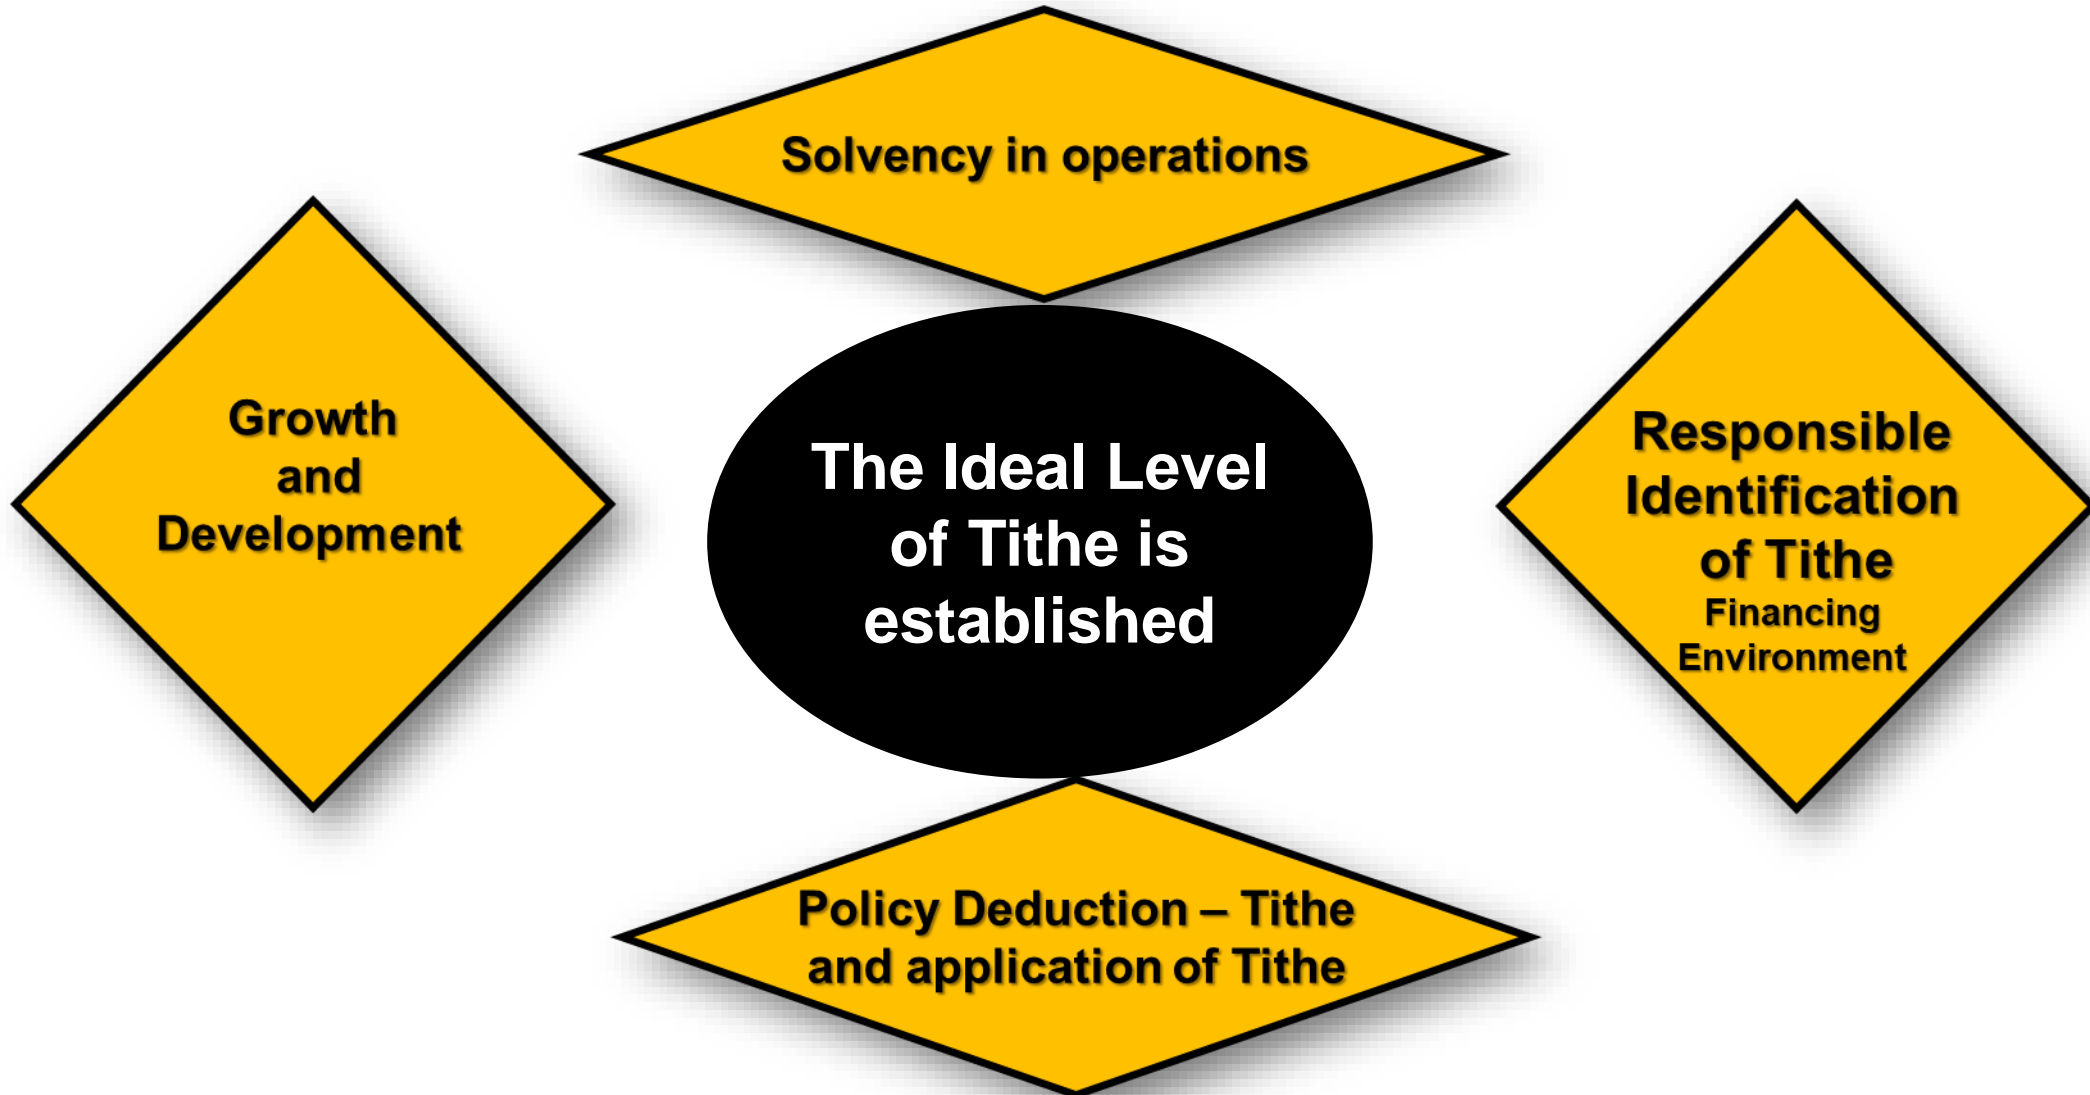 Solvency in operations
Growth
and
Development
The Ideal Level
of Tithe is
established
Responsible
Identification
of Tithe
Financing
Environment
Policy Deduction – Tithe
and application of Tithe